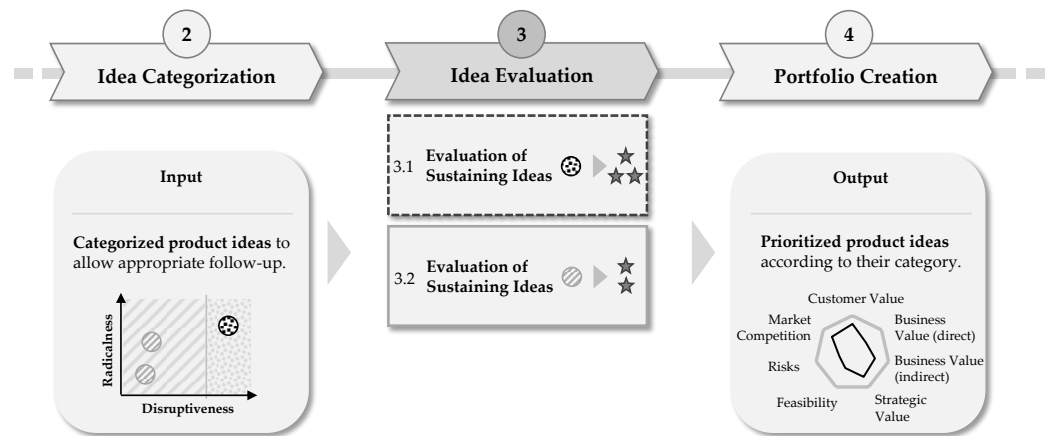 2
Idea Categorization
3
Idea Evaluation
4
Portfolio Creation
Input
Categorized product ideas to
allow appropriate follow-up.
Radicalness
Disruptiveness
3.1
Evaluation of
Sustaining Ideas
3.2
Evaluation of
Sustaining Ideas
Output
Prioritized product ideas
according to their category.
Customer Value
Market
Competition
Business
Value (direct)
Risks
Business Value
(indirect)
Feasibility
Strategic
Value